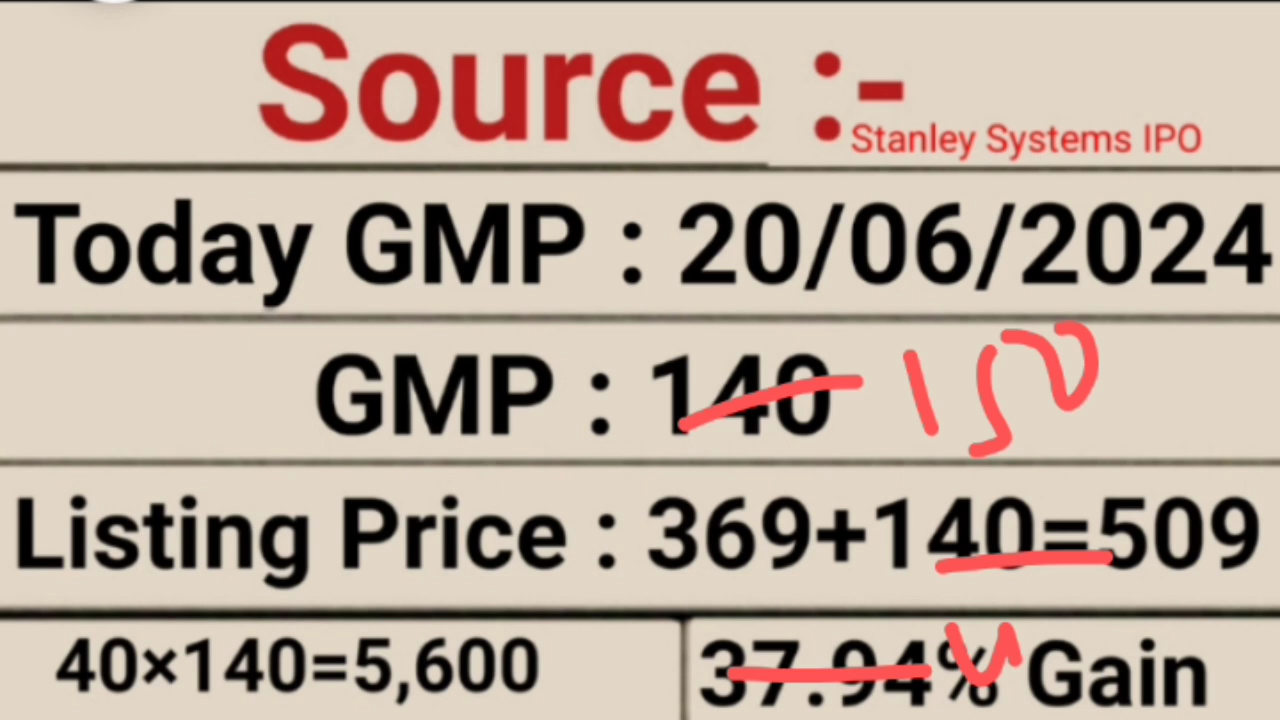 Source :-
Stanley Systems IPO
Today GMP : 20/06/2024
GMP : 140 150
Listing Price : 369+140=509
40×140=5,600
37.94% Gain